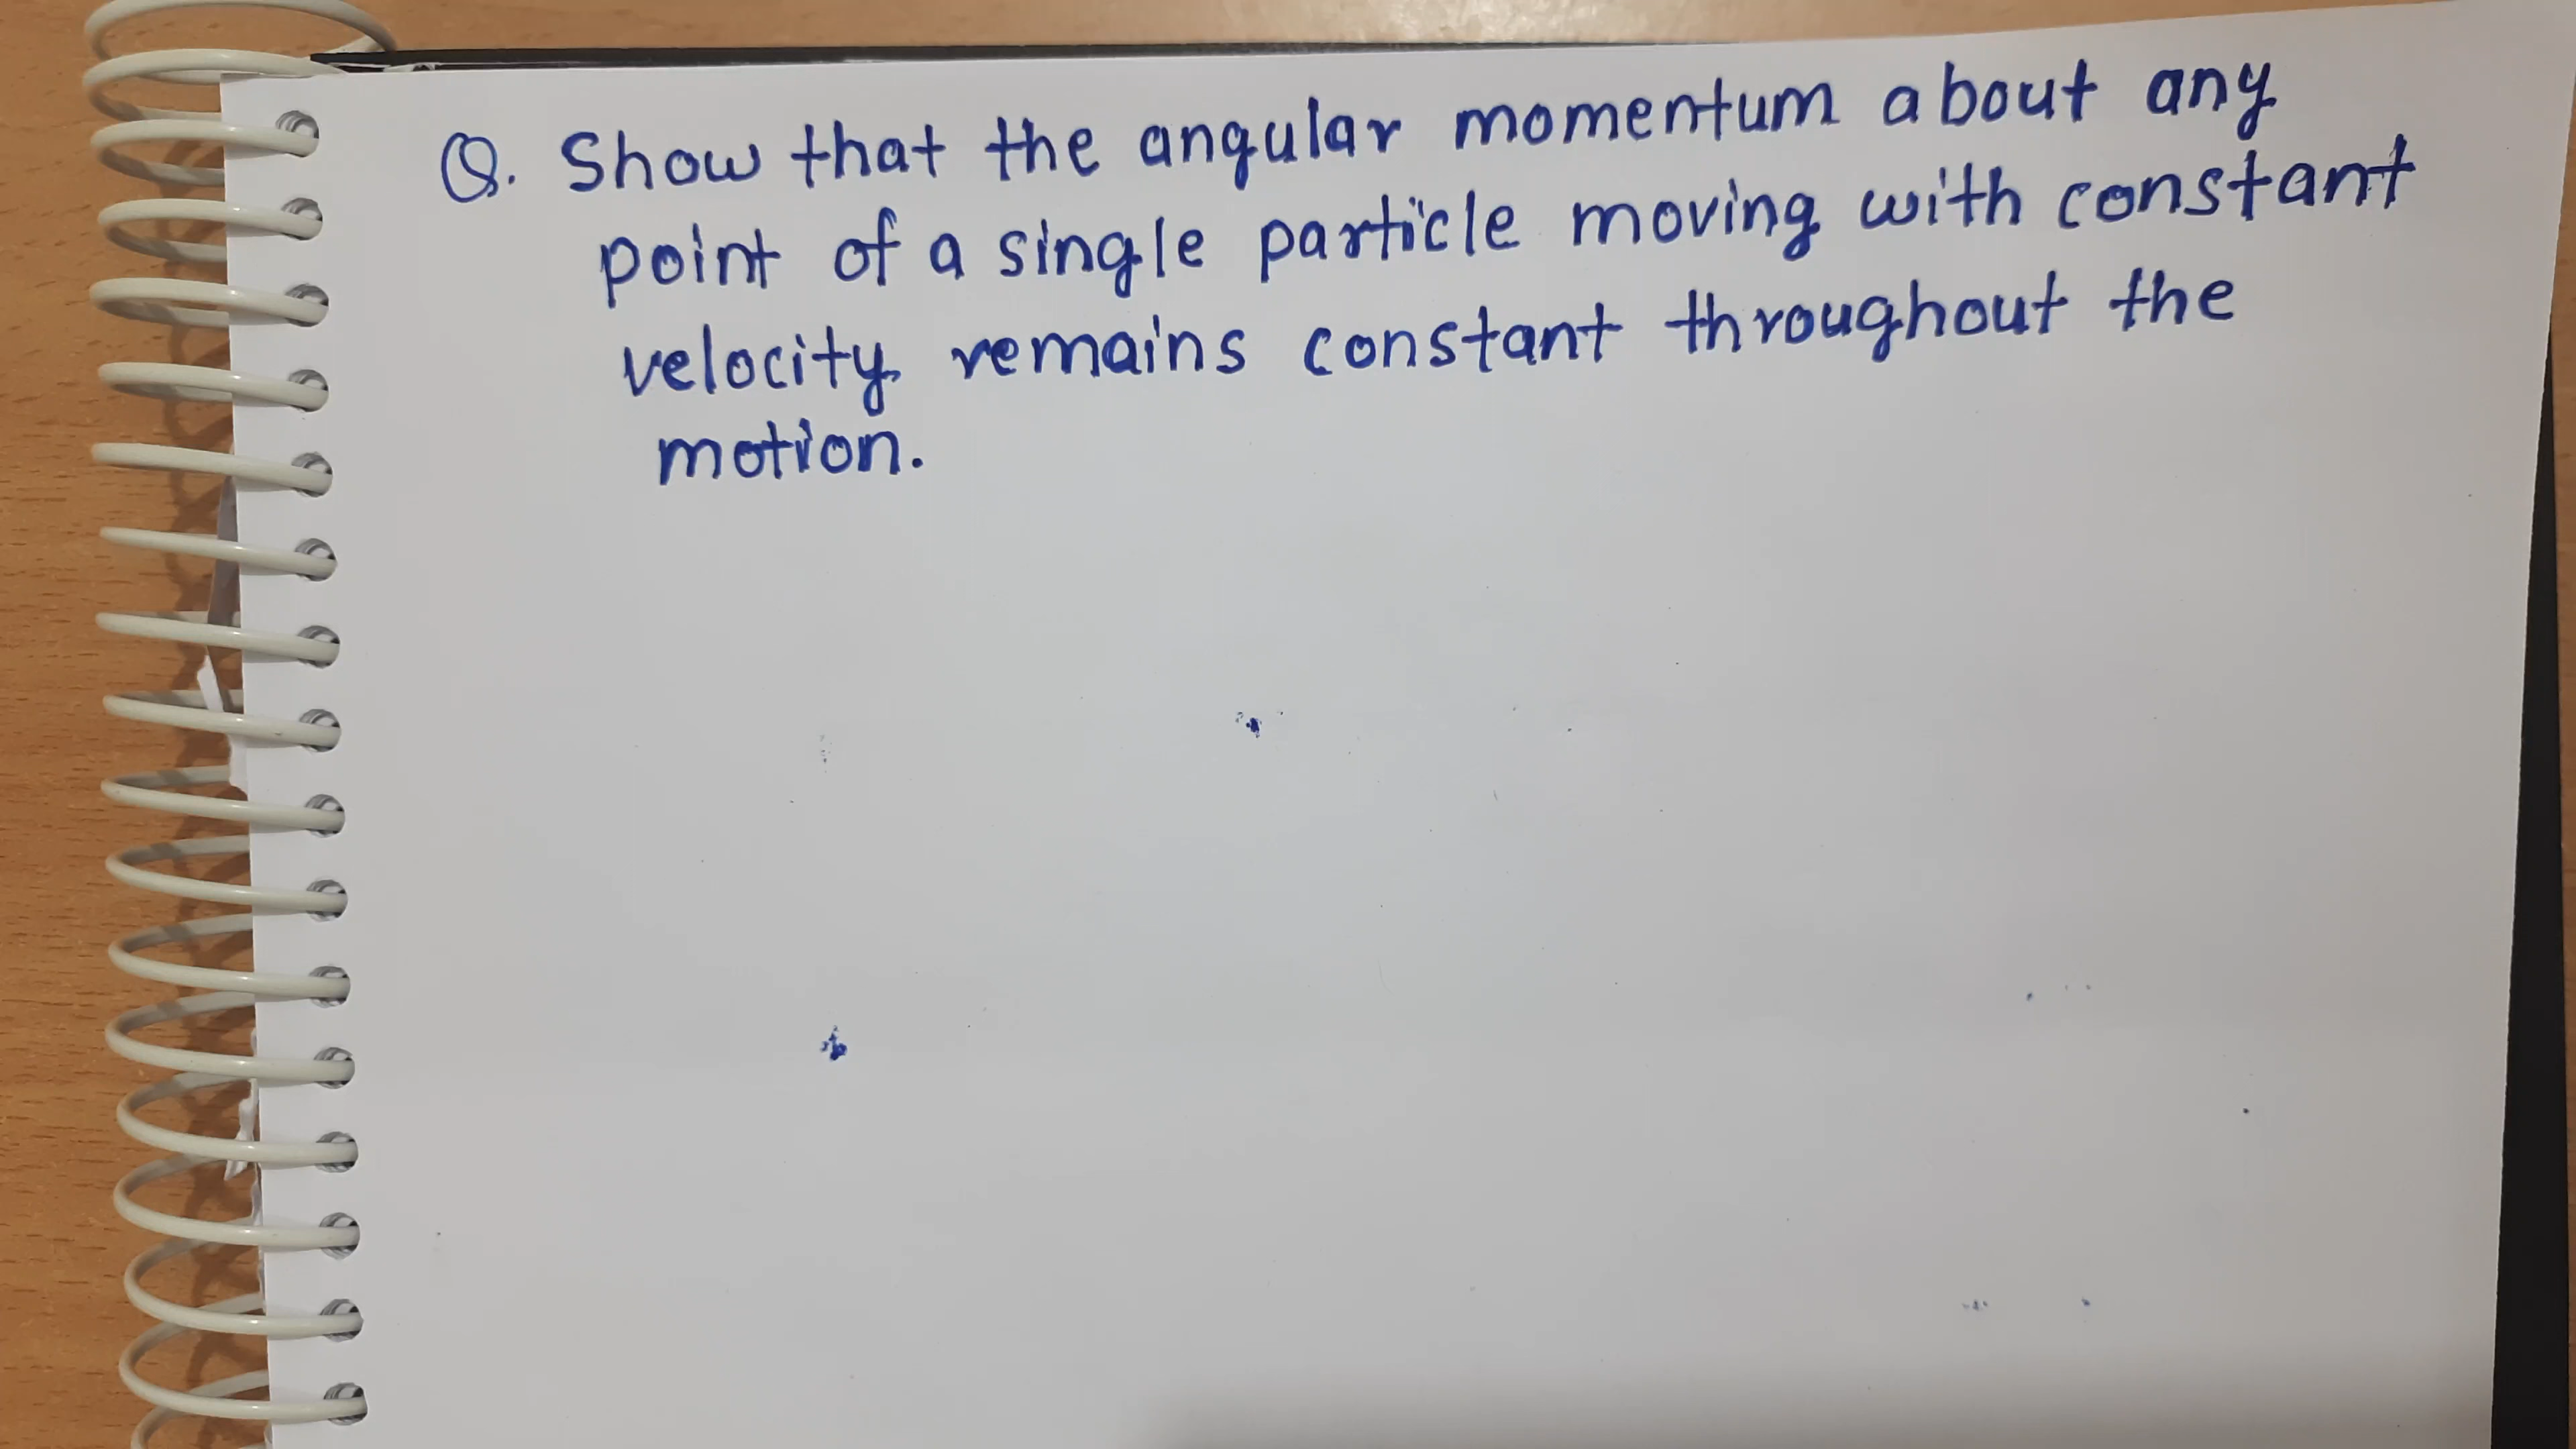 Q. Show that the angular momentum about any
point of a single particle moving with constant
velocity remains constant throughout the
motion.